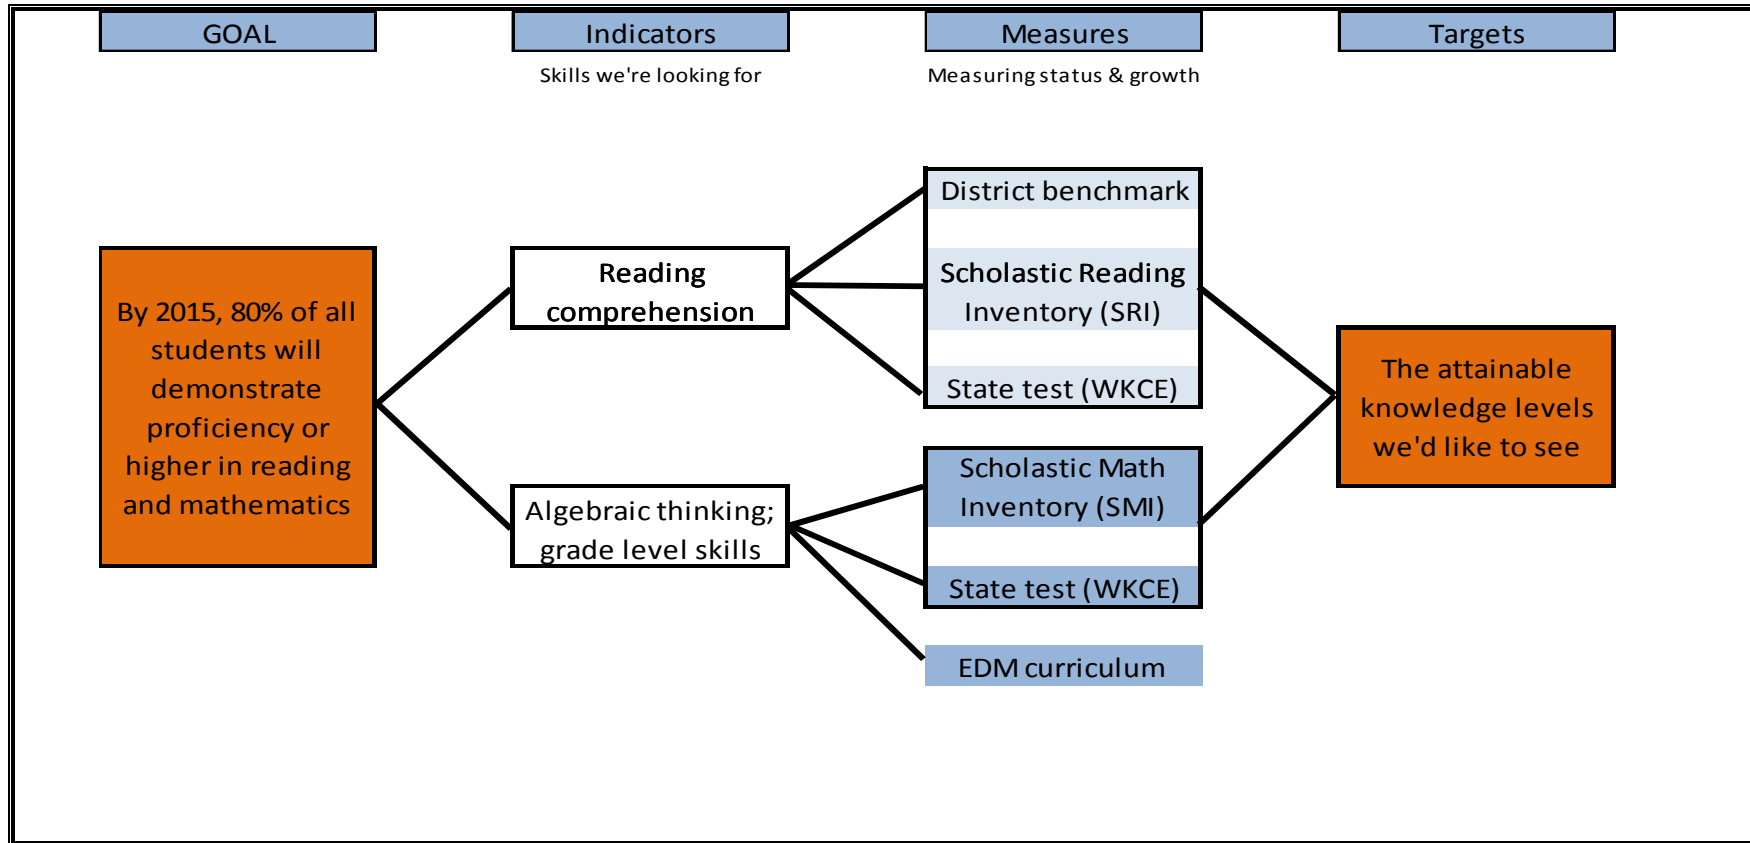 GOAL
Indicators
Measures
Targets
Skills we're looking for
Measuring status & growth
By 2015, 80% of all
students will
demonstrate
proficiency or
higher in reading
and mathematics
Reading
comprehension
Algebraic thinking;
grade level skills
District benchmark
Scholastic Reading
Inventory (SRI)
State test (WKCE)
Scholastic Math
Inventory (SMI)
State test (WKCE)
EDM curriculum
The attainable
knowledge levels
we'd like to see